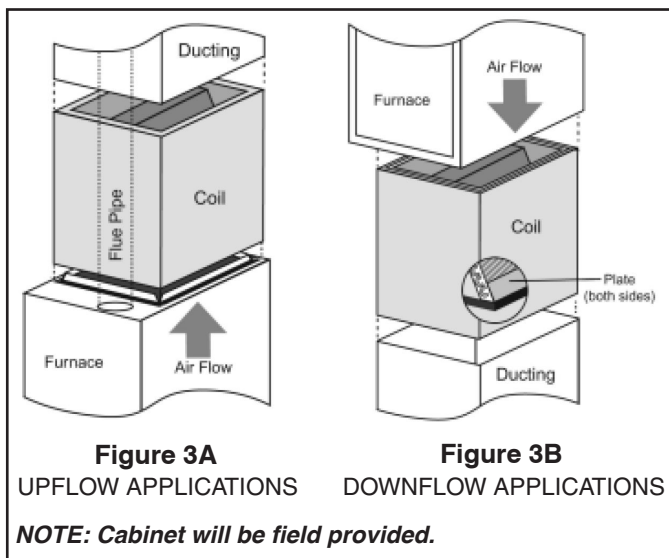 Ducting
Coil
Flue Pipe
Furnace
Air Flow
Figure 3A
UPFLOW APPLICATIONS
Air Flow
Furnace
Coil
Plate
(both sides)
Ducting
Figure 3B
DOWNFLOW APPLICATIONS
NOTE: Cabinet will be field provided.